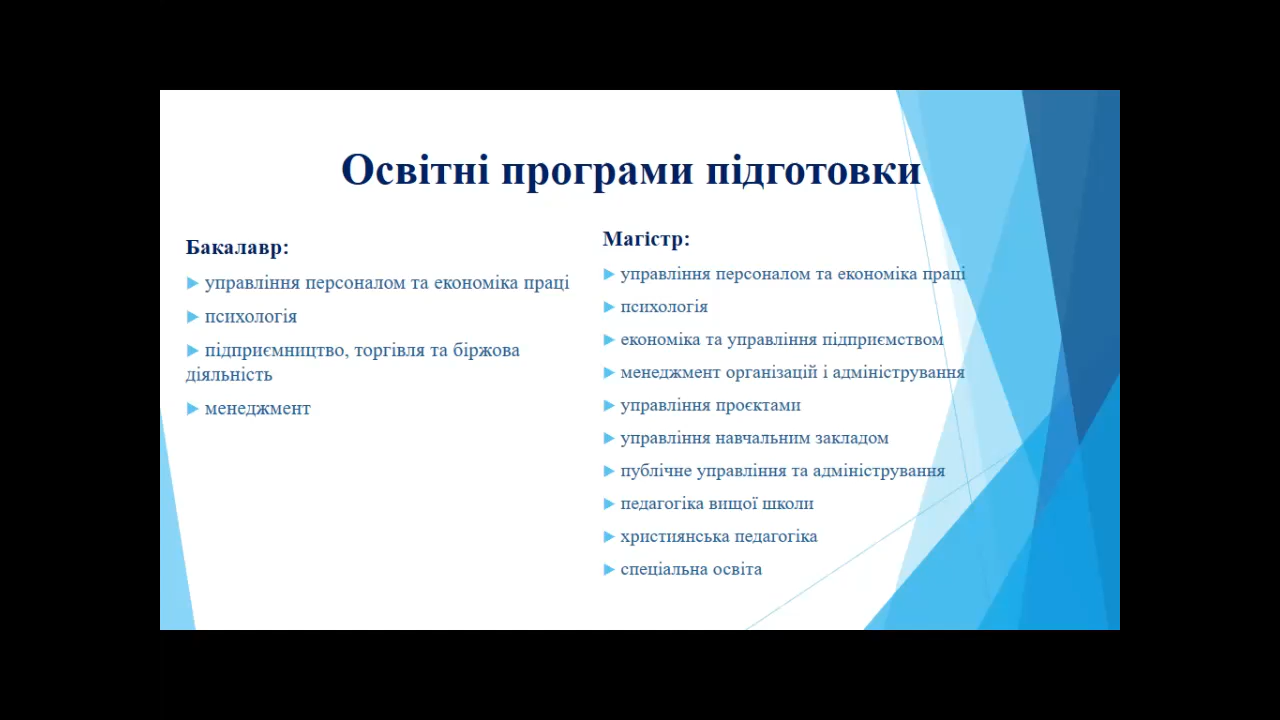 Освітні програми підготовки
Бакалавр:
управління персоналом та економіка праці
психологія
підприємництво, торгівля та біржова
діяльність
менеджмент
Магістр:
управління персоналом та економіка праці
психологія
економіка та управління підприємством
менеджмент організацій і адміністрування
управління проєктами
управління навчальним закладом
публічне управління та адміністрування
педагогіка вищої школи
християнська педагогіка
спеціальна освіта